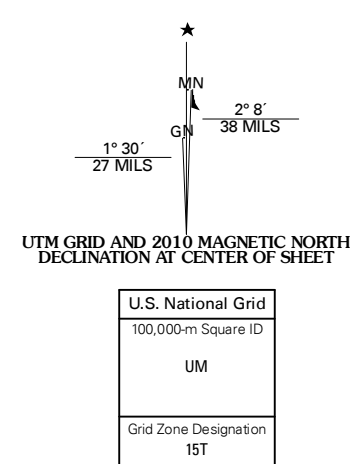 ★
MN
GN
2° 8´
38 MILS
1° 30´
27 MILS
UTM GRID AND 2010 MAGNETIC NORTH
DECLINATION AT CENTER OF SHEET
U.S. National Grid
100,000-m Square ID
UM
Grid Zone Designation
15T